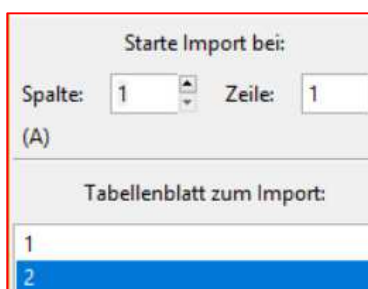 Starte Import bei:
Spalte: 1 Zeile: 1
(A)
Tabellenblatt zum Import:
1
2